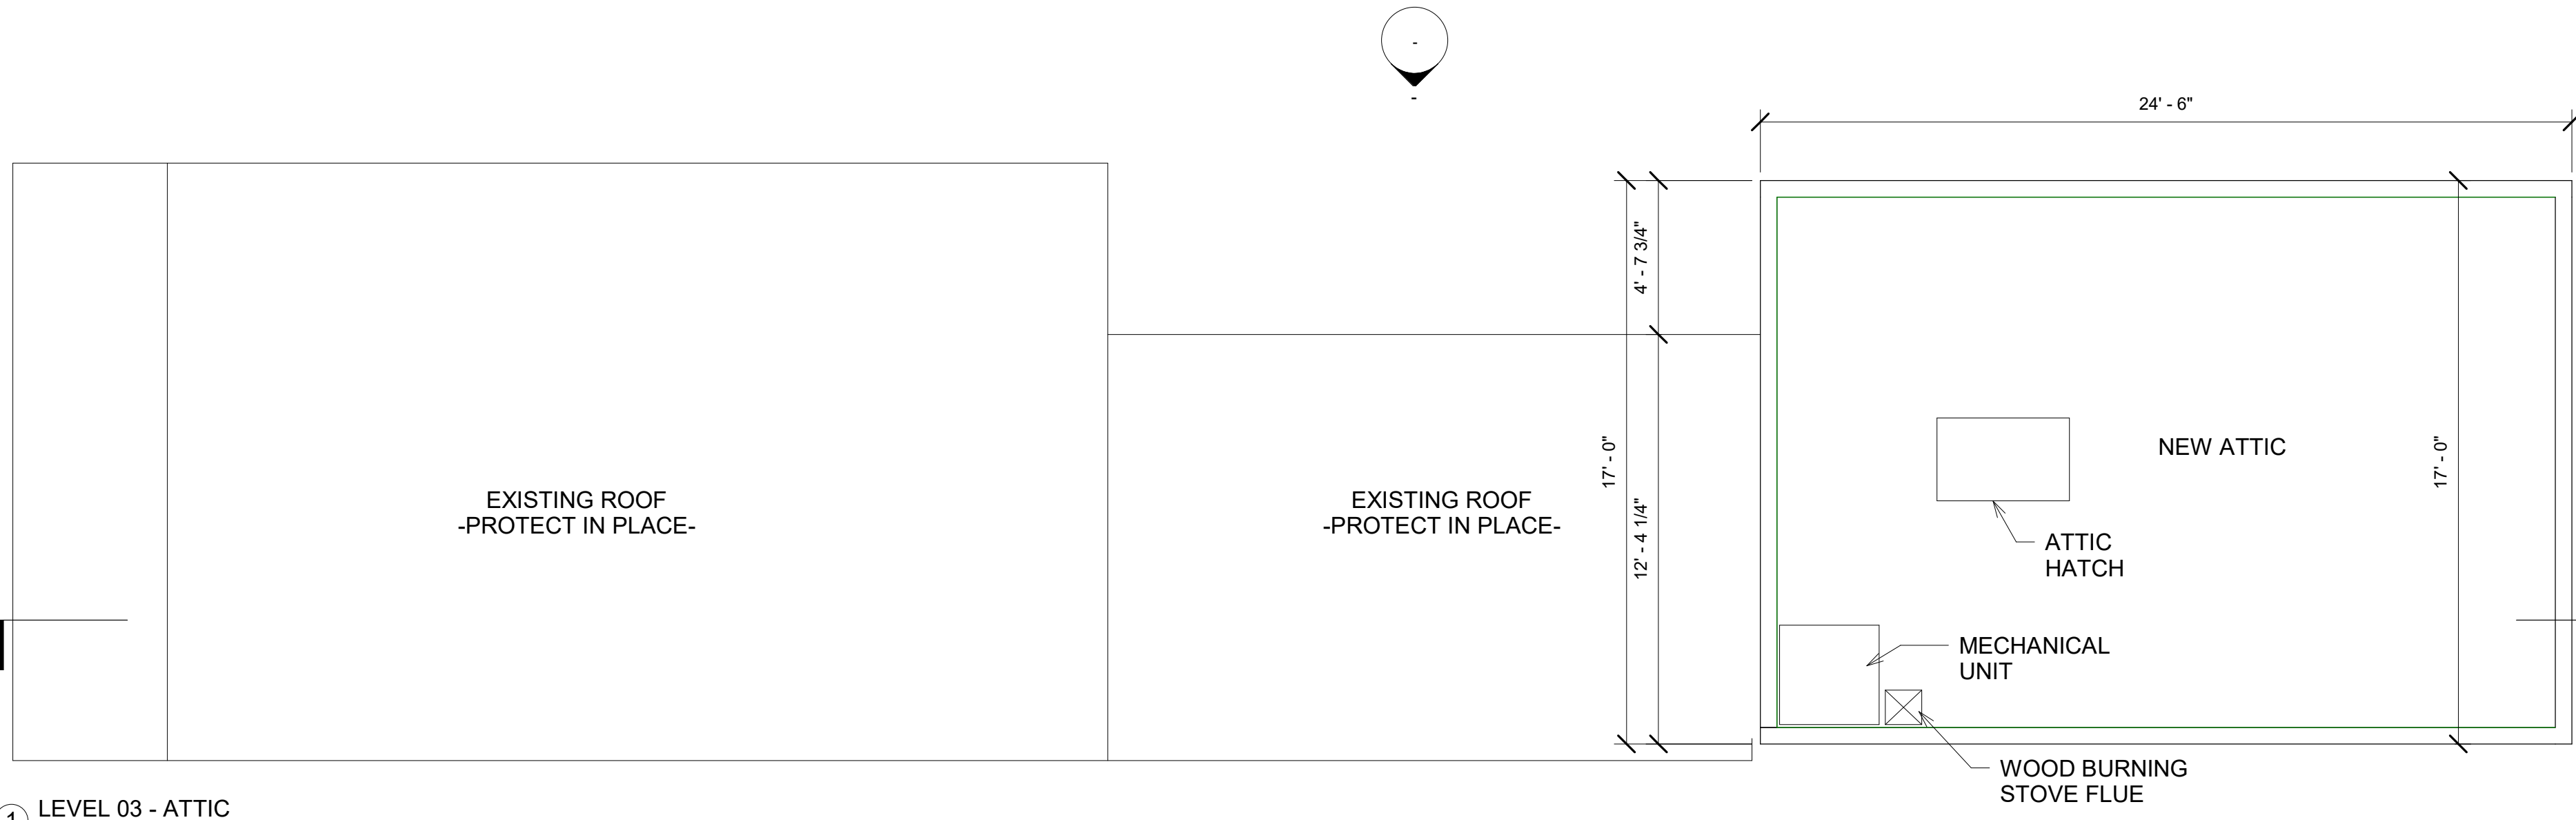 -
-
24' - 6"
4' - 7 3/4"
17' - 0"
12' - 4 1/4"
17' - 0"
NEW ATTIC
EXISTING ROOF
-PROTECT IN PLACE-
EXISTING ROOF
-PROTECT IN PLACE-
ATTIC
HATCH
MECHANICAL
UNIT
WOOD BURNING
STOVE FLUE
1
LEVEL 03 - ATTIC